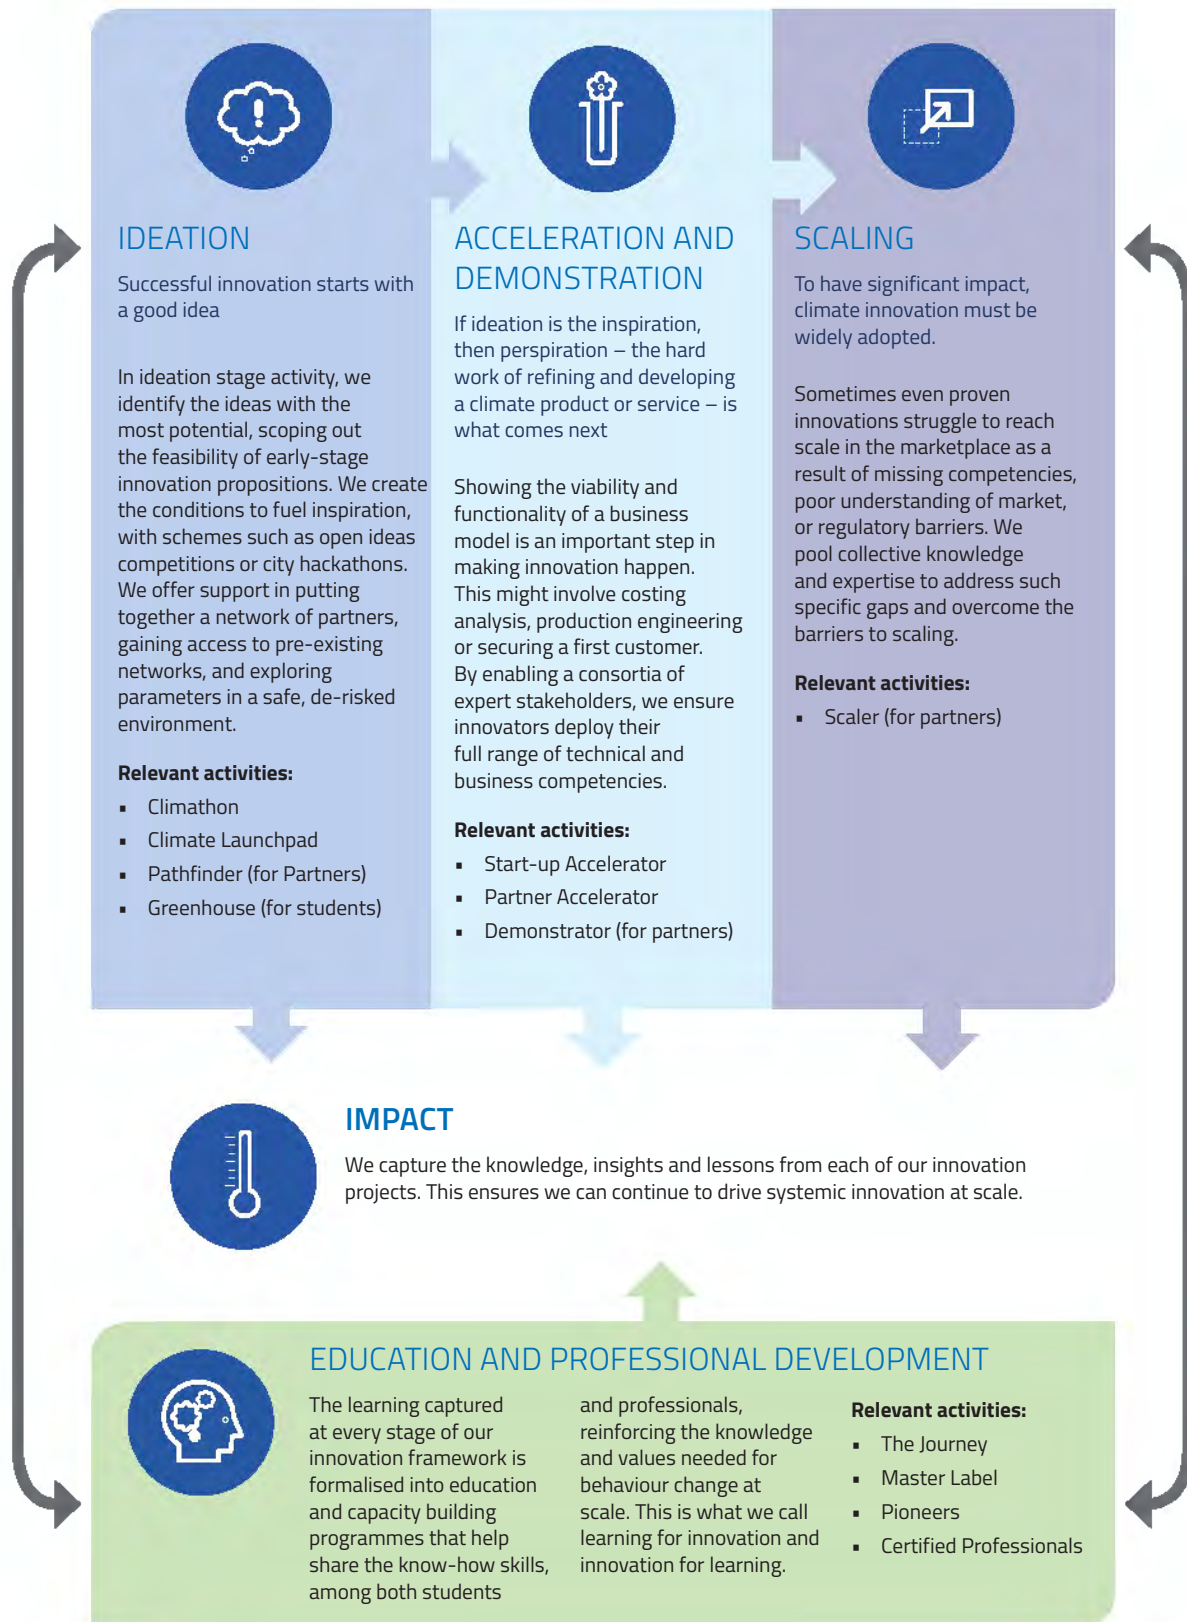 IDEATION
Successful innovation starts with
a good idea
In ideation stage activity, we
identify the ideas with the
most potential, scoping out
the feasibility of early-stage
innovation propositions. We create
the conditions to fuel inspiration,
with schemes such as open ideas
competitions or city hackathons.
We offer support in putting
together a network of partners,
gaining access to pre-existing
networks, and exploring
parameters in a safe, de-risked
environment.
Relevant activities:
▪ Climathon
▪ Climate Launchpad
▪ Pathfinder (for Partners)
▪ Greenhouse (for students)
ACCELERATION AND
DEMONSTRATION
If ideation is the inspiration,
then perspiration – the hard
work of refining and developing
a climate product or service – is
what comes next
Showing the viability and
functionality of a business
model is an important step in
making innovation happen.
This might involve costing
analysis, production engineering
or securing a first customer.
By enabling a consortia of
expert stakeholders, we ensure
innovators deploy their
full range of technical and
business competencies.
Relevant activities:
▪ Start-up Accelerator
▪ Partner Accelerator
▪ Demonstrator (for partners)
SCALING
To have significant impact,
climate innovation must be
widely adopted.
Sometimes even proven
innovations struggle to reach
scale in the marketplace as a
result of missing competencies,
poor understanding of market,
or regulatory barriers. We
pool collective knowledge
and expertise to address such
specific gaps and overcome the
barriers to scaling.
Relevant activities:
▪ Scaler (for partners)
IMPACT
We capture the knowledge, insights and lessons from each of our innovation
projects. This ensures we can continue to drive systemic innovation at scale.
EDUCATION AND PROFESSIONAL DEVELOPMENT
The learning captured
at every stage of our
innovation framework is
formalised into education
and capacity building
programmes that help
share the know-how skills,
among both students
and professionals,
reinforcing the knowledge
and values needed for
behaviour change at
scale. This is what we call
learning for innovation and
innovation for learning.
Relevant activities:
▪ The Journey
▪ Master Label
▪ Pioneers
▪ Certified Professionals